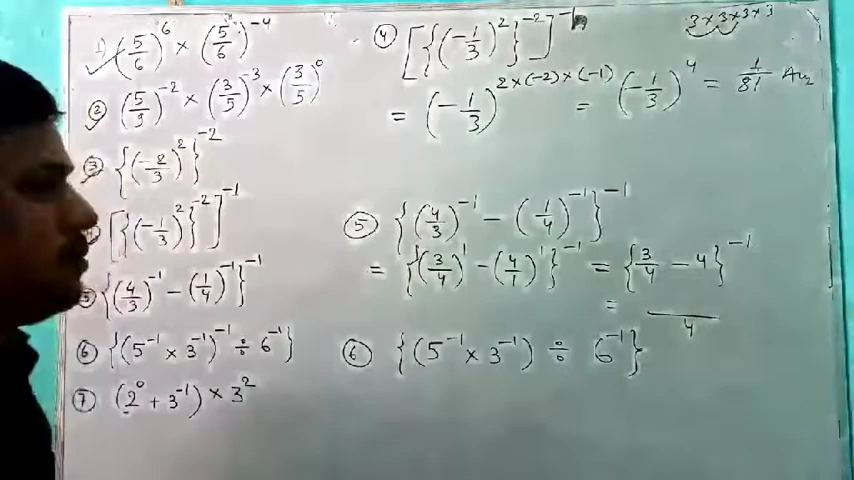 1) (5/6)^6 × (5/6)^-4
② (5/3)^-2 × (3/5)^-3 × (3/5)^0
③ {(-2/3)^2}^-2
[{(-1/3)^2}^-2]^-1
⑤ {(4/3)^-1 - (1/4)^-1}^-1
⑥ {(5^-1 × 3^-1)^-1 ÷ 6^-1}
⑦ (2^0 + 3^-1) × 3^2
④ [{(-1/3)^2}^-2]^-1
3×3×3×3
= (-1/3)^2×(-2)×(-1) = (-1/3)^4 = 1/81 Ans
⑤ {(4/3)^-1 - (1/4)^-1}^-1
= {(3/4)^1 - (4/1)^1}^-1 = {3/4 - 4}^-1
= /4
⑥ {(5^-1 × 3^-1) ÷ 6^-1}